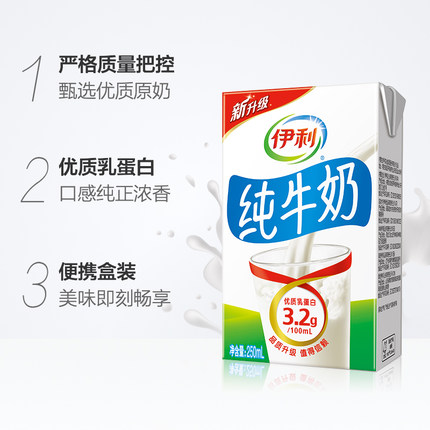 1
严格质量把控
甄选优质原奶
2
优质乳蛋白
口感纯正浓香
3
便携盒装
美味即刻畅享
新升级
伊利
®
纯牛奶
优质乳蛋白
3.2g
/100mL
品质升级 值得信赖
净含量:250mL